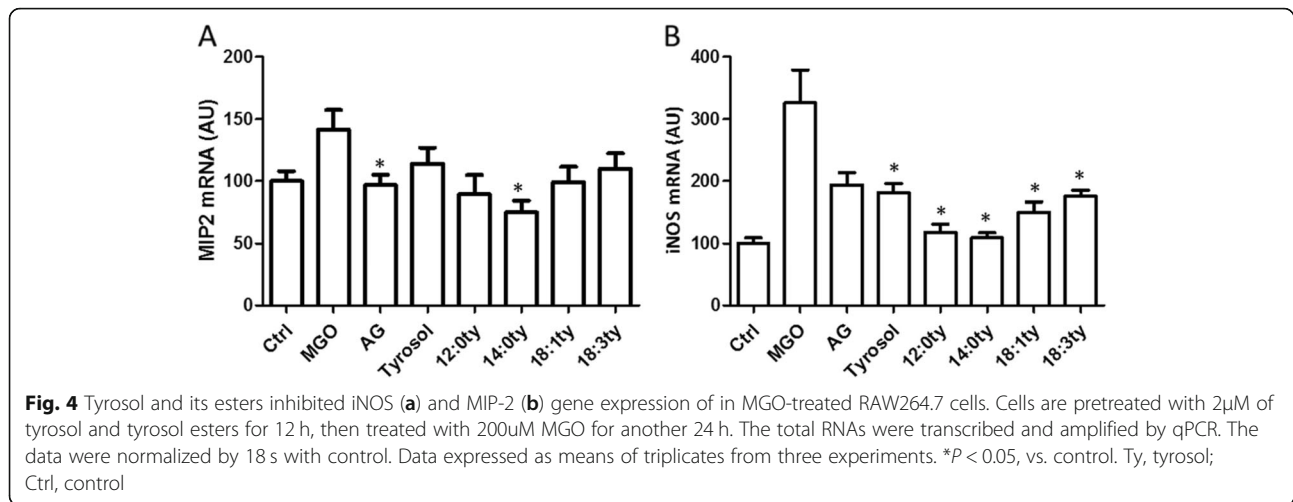 A
B
MIP2 mRNA (AU)
200
150
100
50
0
*
*
Ctrl
MGO
AG
Tyrosol
12:0ty
14:0ty
18:1ty
18:3ty
iNOS mRNA (AU)
400
300
200
100
0
*
*
*
*
*
Ctrl
MGO
AG
Tyrosol
12:0ty
14:0ty
18:1ty
18:3ty
Fig. 4 Tyrosol and its esters inhibited iNOS (a) and MIP-2 (b) gene expression of in MGO-treated RAW264.7 cells. Cells are pretreated with 2μM of
tyrosol and tyrosol esters for 12 h, then treated with 200uM MGO for another 24 h. The total RNAs were transcribed and amplified by qPCR. The
data were normalized by 18 s with control. Data expressed as means of triplicates from three experiments. *P < 0.05, vs. control. Ty, tyrosol;
Ctrl, control